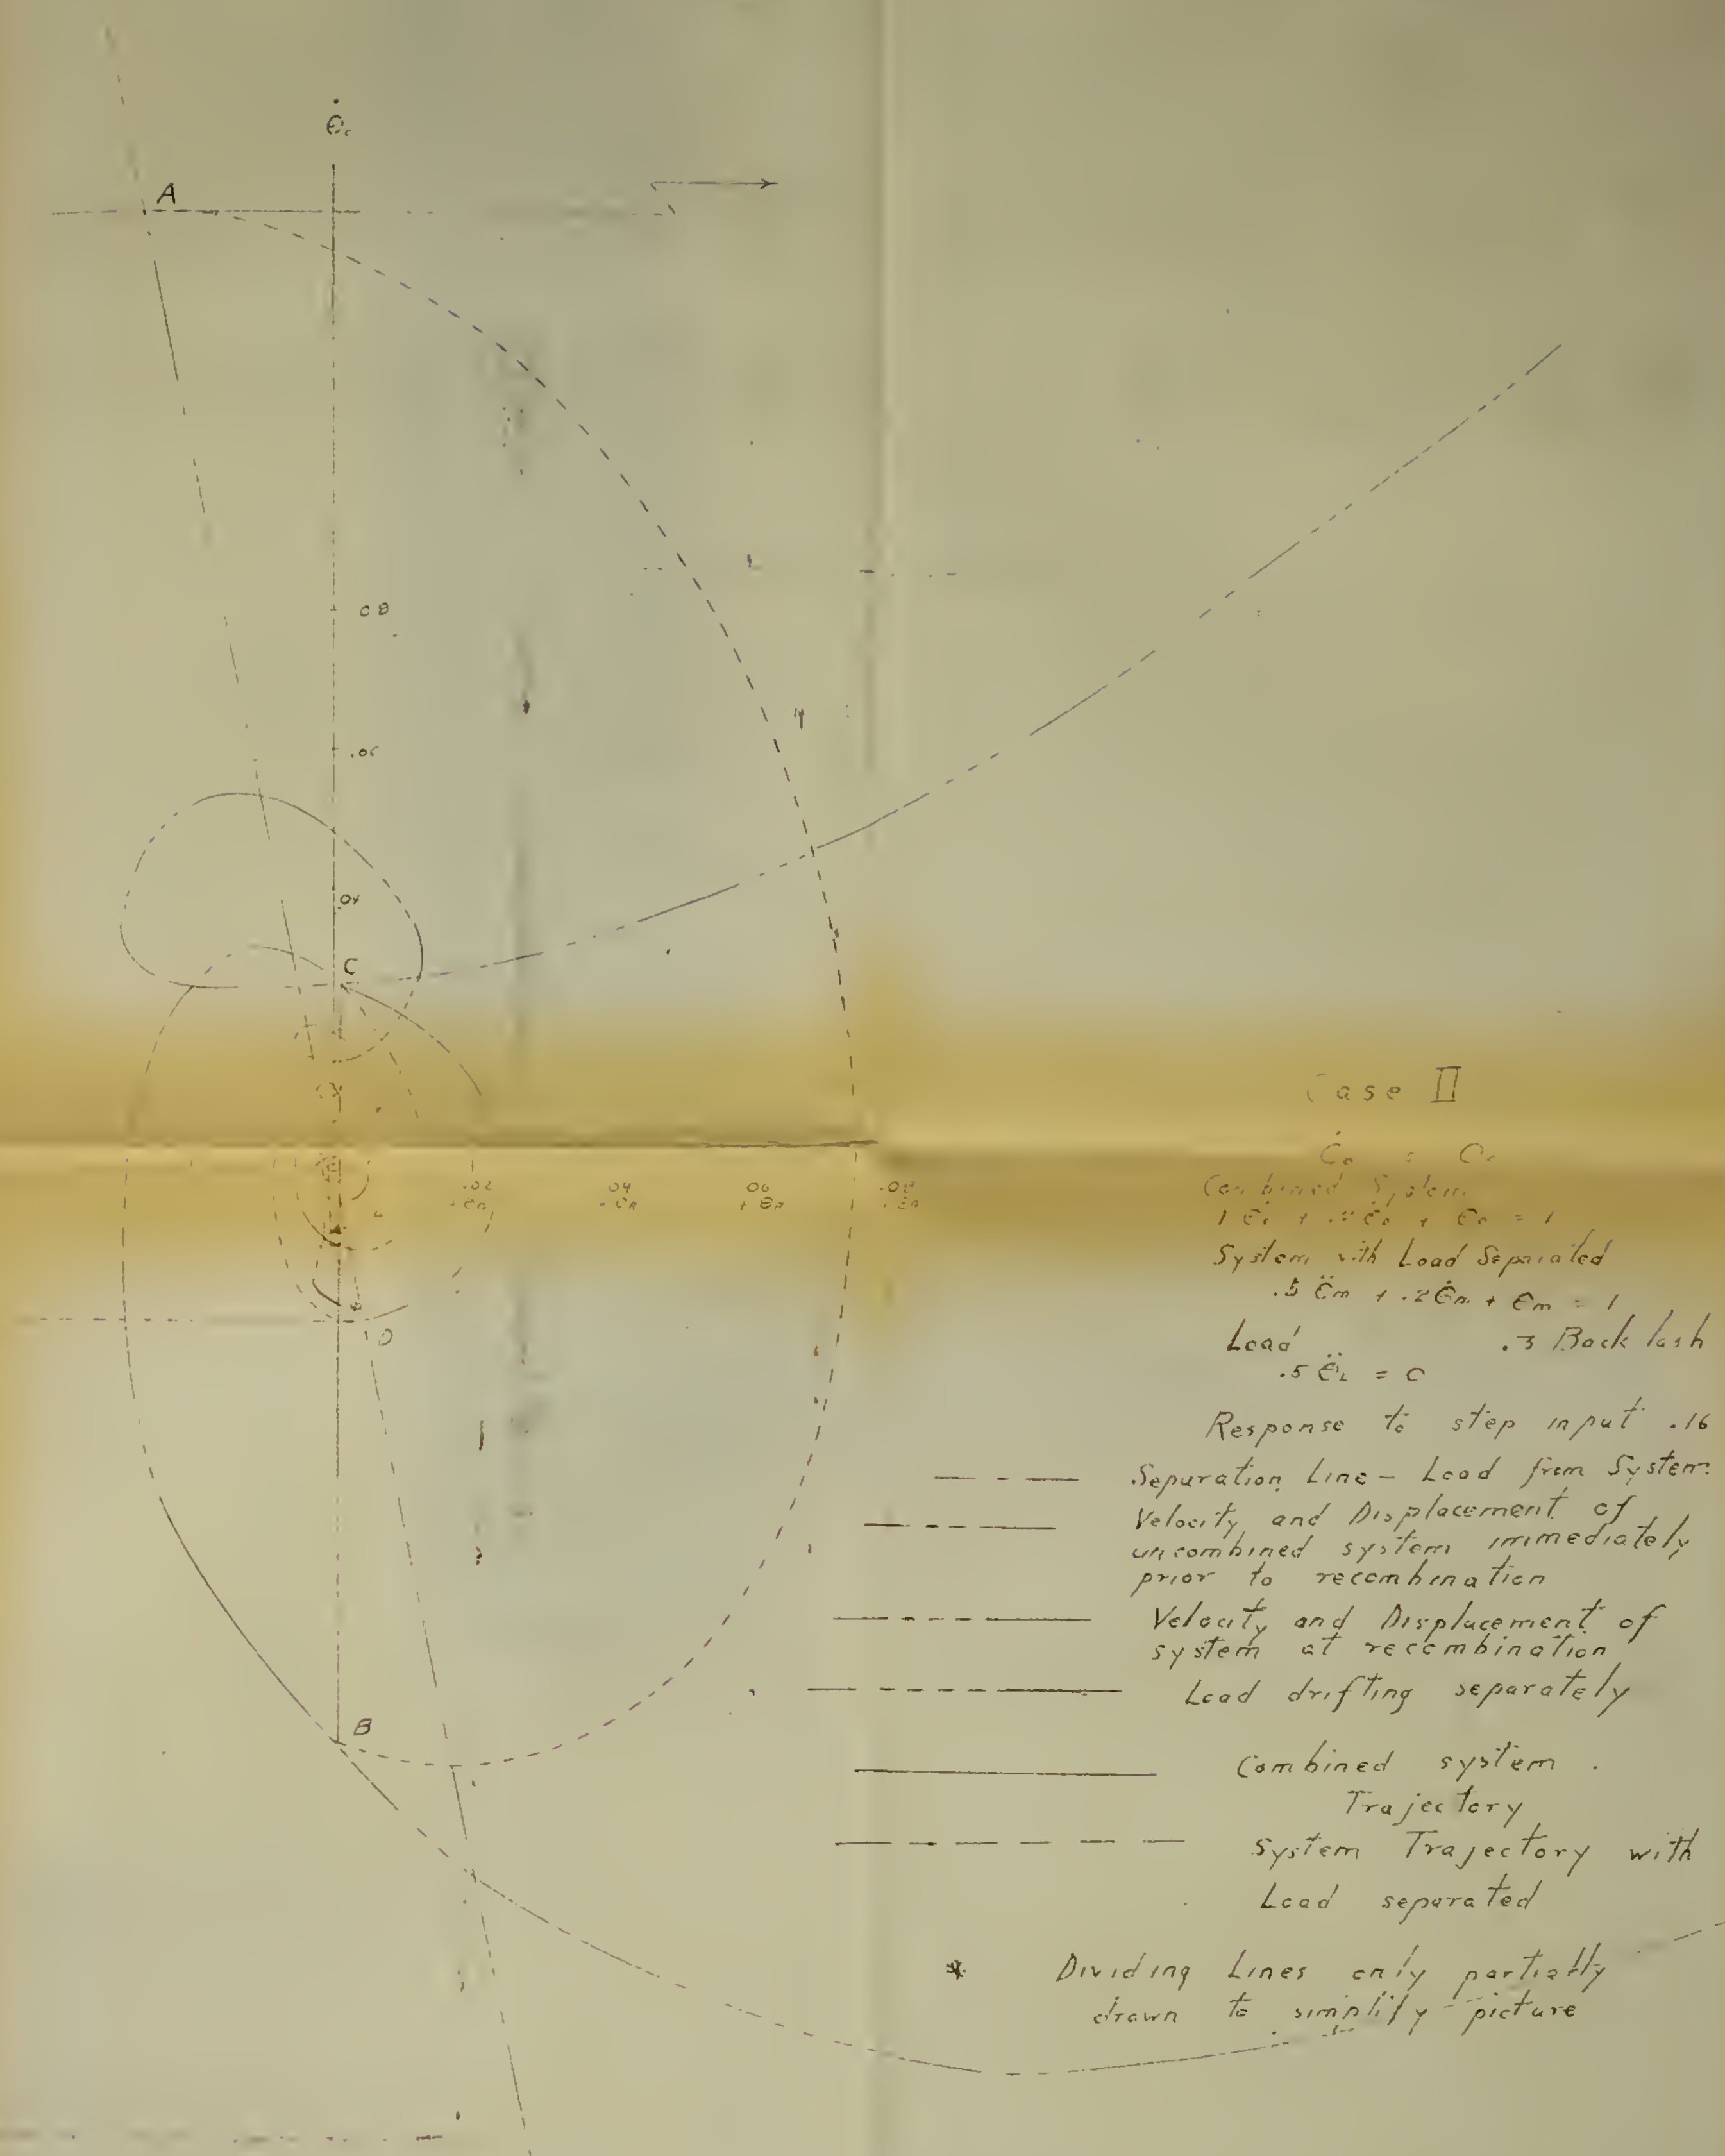 A
.06
.04
C
.02
04
06
.08
D
B
Case II
Combined System
System with Load Separated
.5 ëm + .2ėm + em = 1
Load .3 Back lash
.5 ë = 0
Response to step input .16
Separation Line - Load from System
Velocity and Displacement of
uncombined system immediately
prior to recombination
Velocity and Displacement of
system at recombination
Load drifting separately
Combined system
Trajectory
System Trajectory with
Load separated
* Dividing Lines only partially
drawn to simplify picture